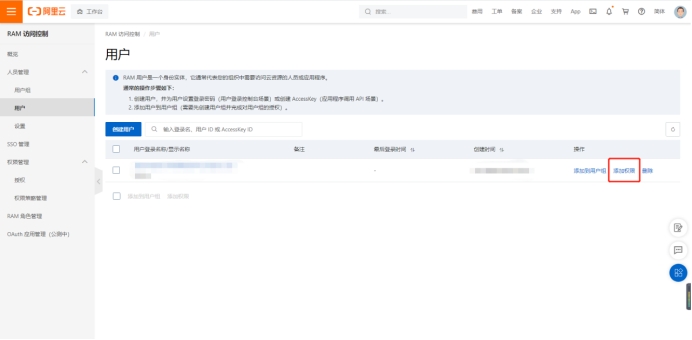 阿里云
工作台
搜索...
费用 工单 备案 企业 支持 App 简体
RAM 访问控制
概览
人员管理
用户组
用户
设置
SSO 管理
权限管理
授权
权限策略管理
RAM 角色管理
OAuth 应用管理（公测中）
RAM 访问控制 / 用户
用户
RAM 用户是一个身份实体，它通常代表您的组织中需要访问云资源的人员或应用程序。
通常的操作步骤如下：
1. 创建用户，并为用户设置登录密码（用户登录控制台场景）或创建 AccessKey（应用程序调用 API 场景）。
2. 添加用户到用户组（需要先创建用户组并完成对用户组的授权）。
创建用户
输入登录名、用户 ID 或 AccessKey ID
用户登录名称/显示名称 备注 最后登录时间 创建时间 操作
- 添加到用户组 添加权限 删除
添加到用户组 添加权限